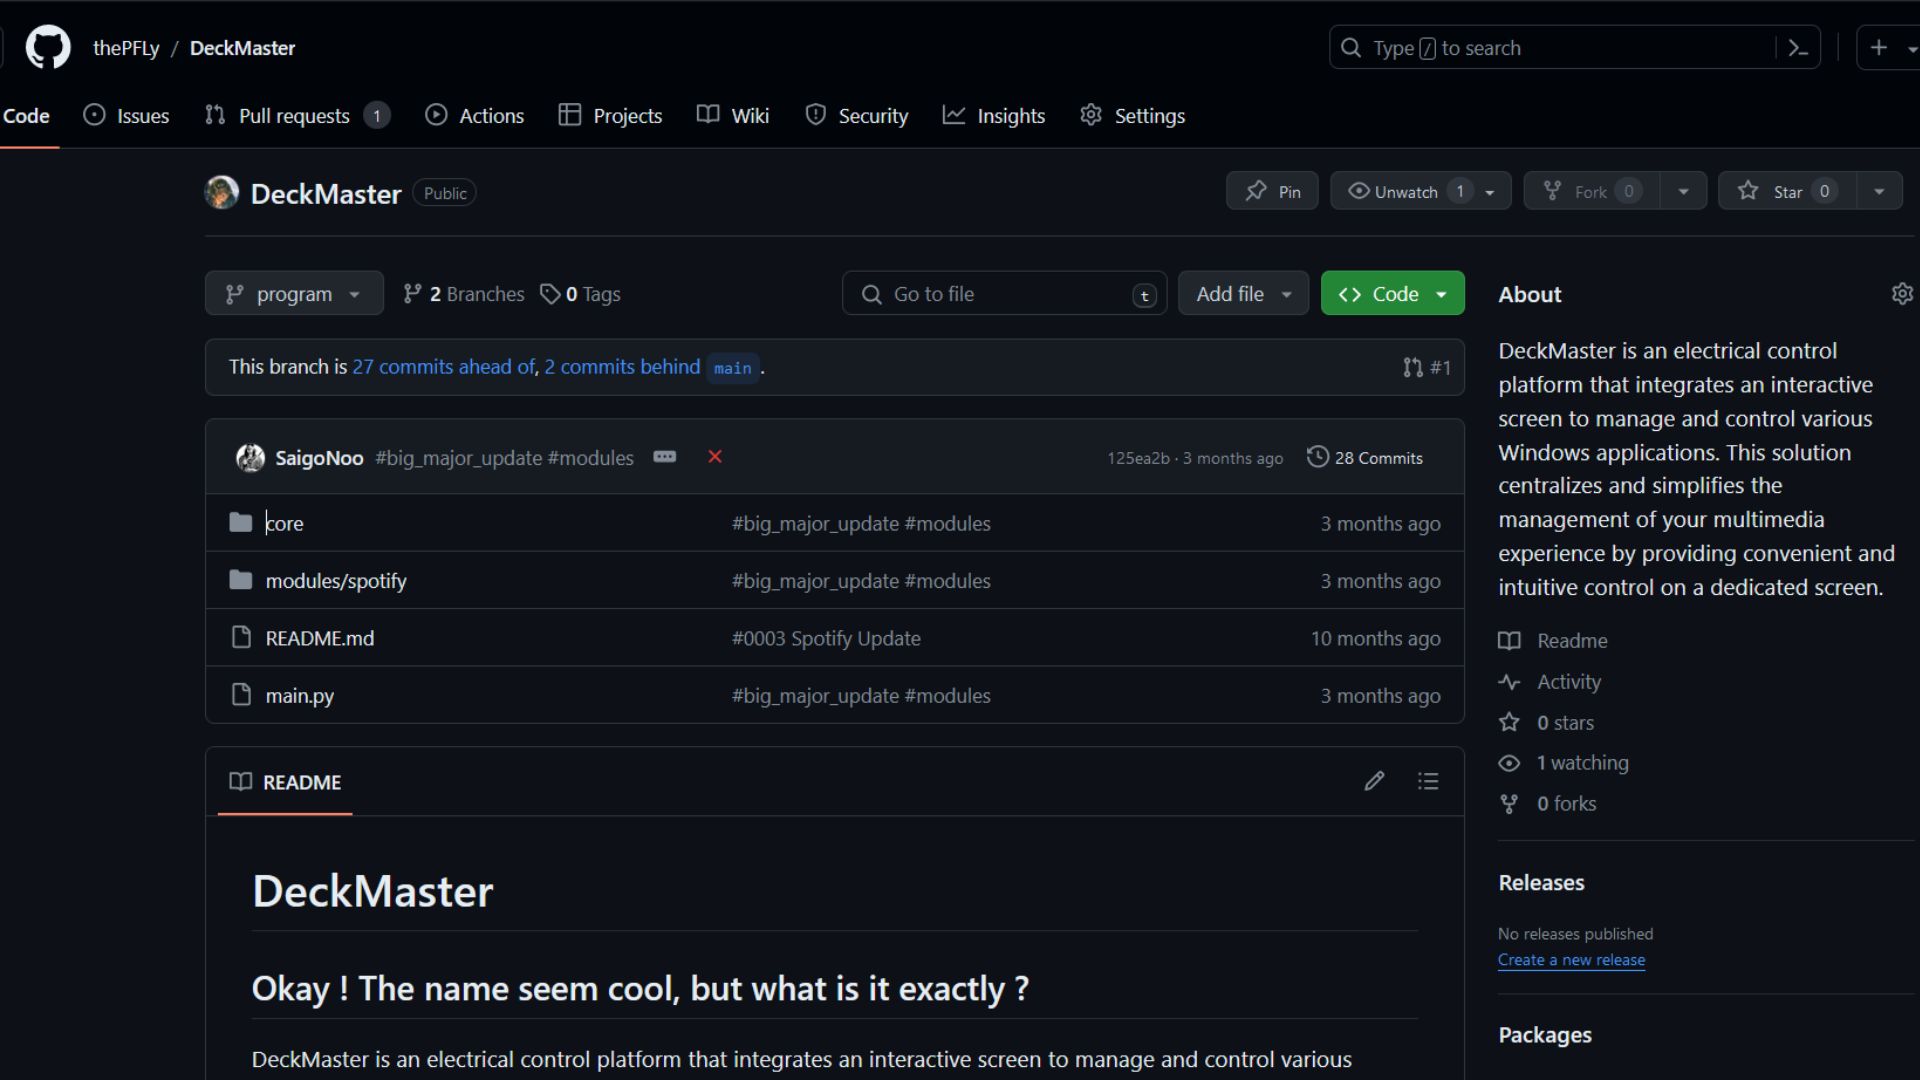 thePFLy / DeckMaster
Type / to search
Code Issues Pull requests 1 Actions Projects Wiki Security Insights Settings
DeckMaster Public
Pin Unwatch 1 Fork 0 Star 0
program 2 Branches 0 Tags
Go to file t Add file Code
This branch is 27 commits ahead of, 2 commits behind main .
#1
SaigoNoo #big_major_update #modules
125ea2b · 3 months ago 28 Commits
core #big_major_update #modules 3 months ago
modules/spotify #big_major_update #modules 3 months ago
README.md #0003 Spotify Update 10 months ago
main.py #big_major_update #modules 3 months ago
README
DeckMaster
Okay ! The name seem cool, but what is it exactly ?
DeckMaster is an electrical control platform that integrates an interactive screen to manage and control various
About
DeckMaster is an electrical control
platform that integrates an interactive
screen to manage and control various
Windows applications. This solution
centralizes and simplifies the
management of your multimedia
experience by providing convenient and
intuitive control on a dedicated screen.
Readme
Activity
0 stars
1 watching
0 forks
Releases
No releases published
Create a new release
Packages